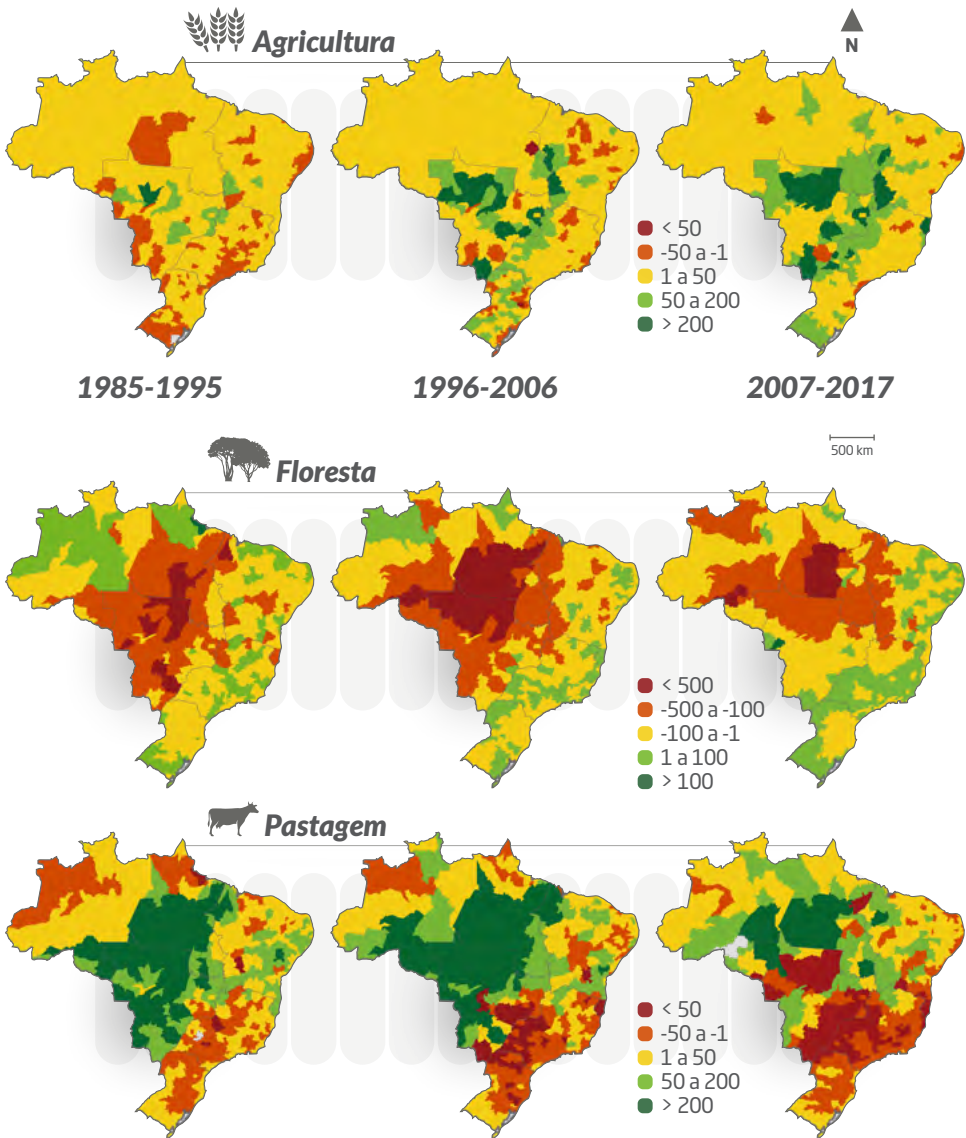 Agricultura
N
< 50
-50 a -1
1 a 50
50 a 200
> 200
1985-1995
1996-2006
2007-2017
500 km
Floresta
< 500
-500 a -100
-100 a -1
1 a 100
> 100
Pastagem
< 50
-50 a -1
1 a 50
50 a 200
> 200